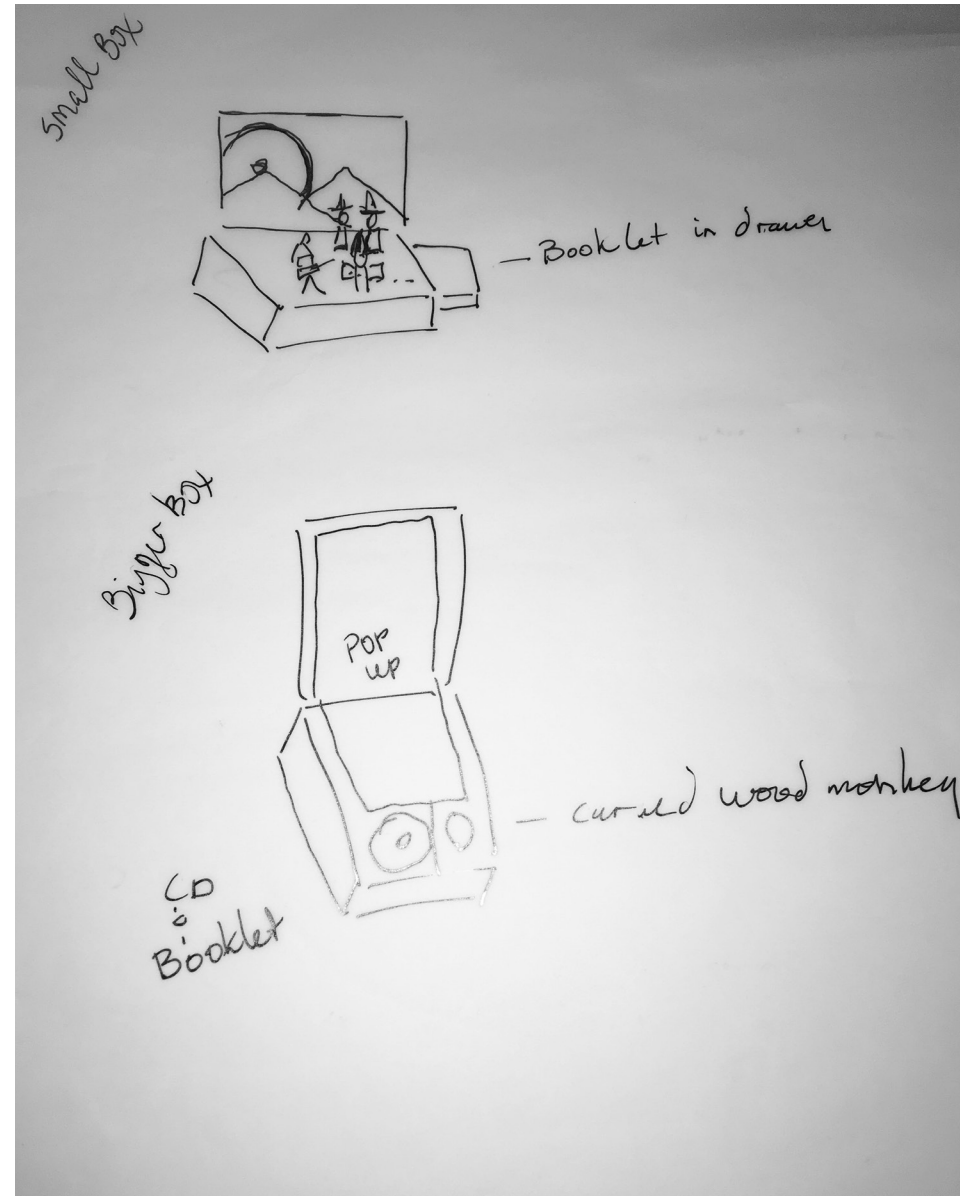 Small Box
Booklet in drawer
Bigger Box
POP
UP
carved wood monkey
CD
&
Booklet